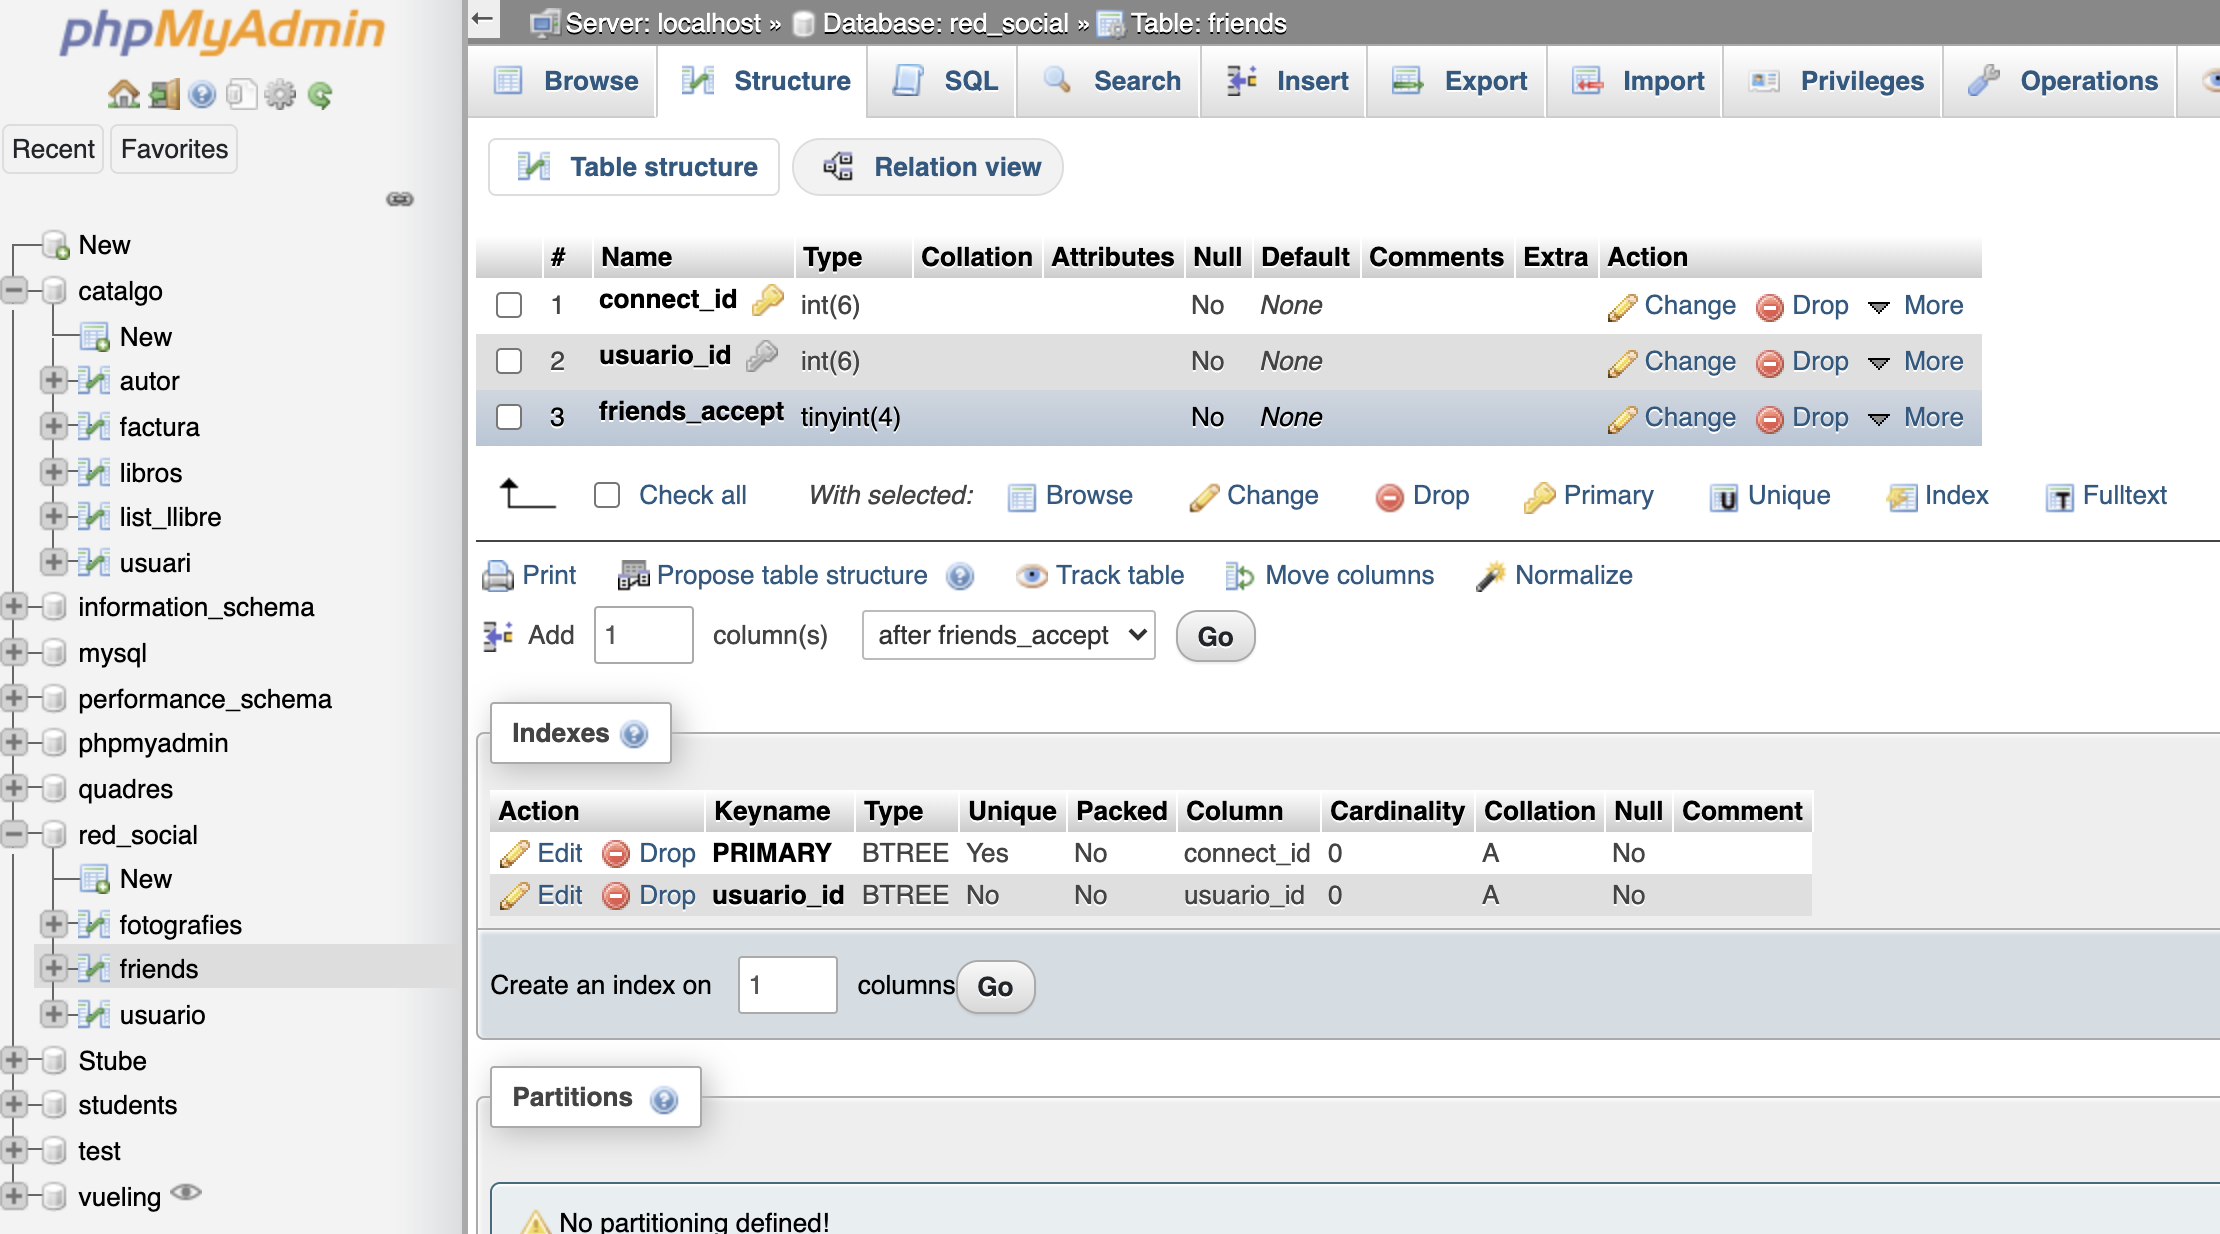 phpMyAdmin
Recent Favorites
New
catalgo
New
autor
factura
libros
list_llibre
usuari
information_schema
mysql
performance_schema
phpmyadmin
quadres
red_social
New
fotografies
friends
usuario
Stube
students
test
vueling
Server: localhost » Database: red_social » Table: friends
Browse Structure SQL Search Insert Export Import Privileges Operations
Table structure Relation view
# Name Type Collation Attributes Null Default Comments Extra Action
1 connect_id int(6) No None Change Drop More
2 usuario_id int(6) No None Change Drop More
3 friends_accept tinyint(4) No None Change Drop More
Check all With selected: Browse Change Drop Primary Unique Index Fulltext
Print Propose table structure Track table Move columns Normalize
Add 1 column(s) after friends_accept Go
Indexes
Action Keyname Type Unique Packed Column Cardinality Collation Null Comment
Edit Drop PRIMARY BTREE Yes No connect_id 0 A No
Edit Drop usuario_id BTREE No No usuario_id 0 A No
Create an index on 1 columns Go
Partitions
No partitioning defined!